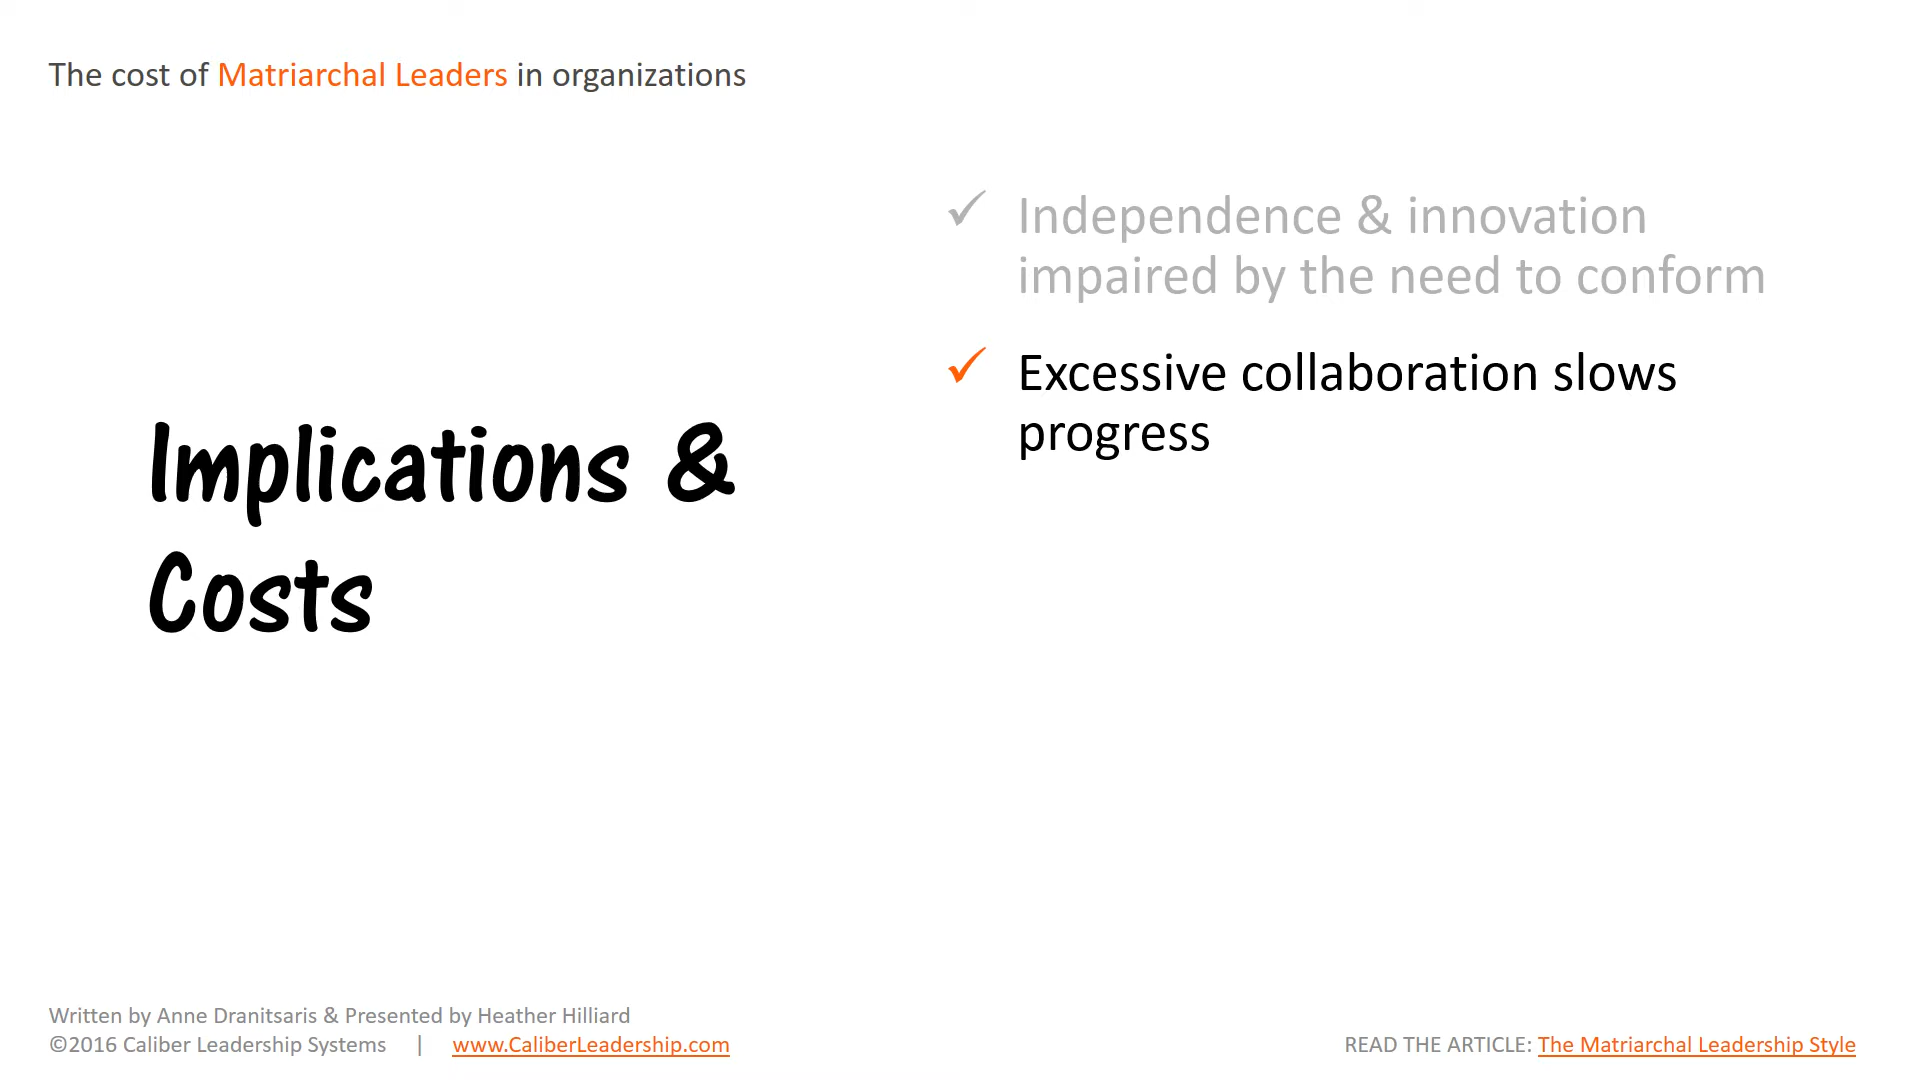 The cost of Matriarchal Leaders in organizations
Implications &
Costs
✓ Independence & innovation
impaired by the need to conform
✓ Excessive collaboration slows
progress
Written by Anne Dranitsaris & Presented by Heather Hilliard
©2016 Caliber Leadership Systems | www.CaliberLeadership.com
READ THE ARTICLE: The Matriarchal Leadership Style